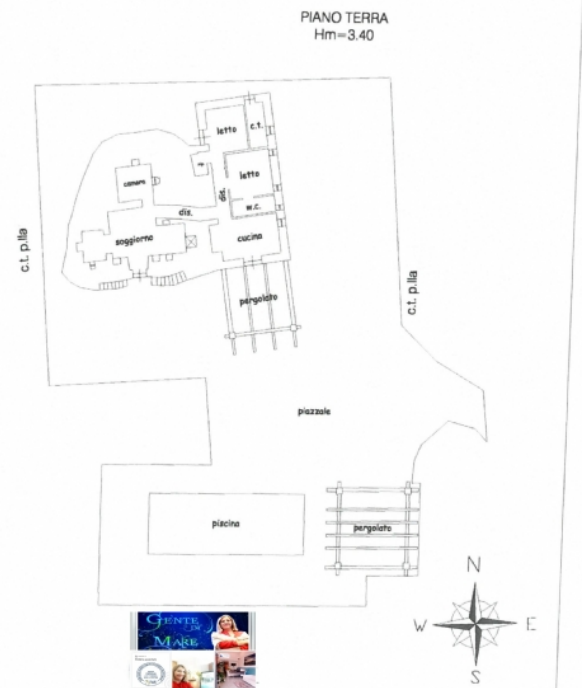 PIANO TERRA
Hm=3.40
letto
c.t.
letto
camera
dis.
dis.
w.c.
soggiorno
cucina
c.t. p.lla
c.t. p.lla
pergolato
piazzale
piscina
pergolato
N
W
E
S
GENTE
DI
MARE